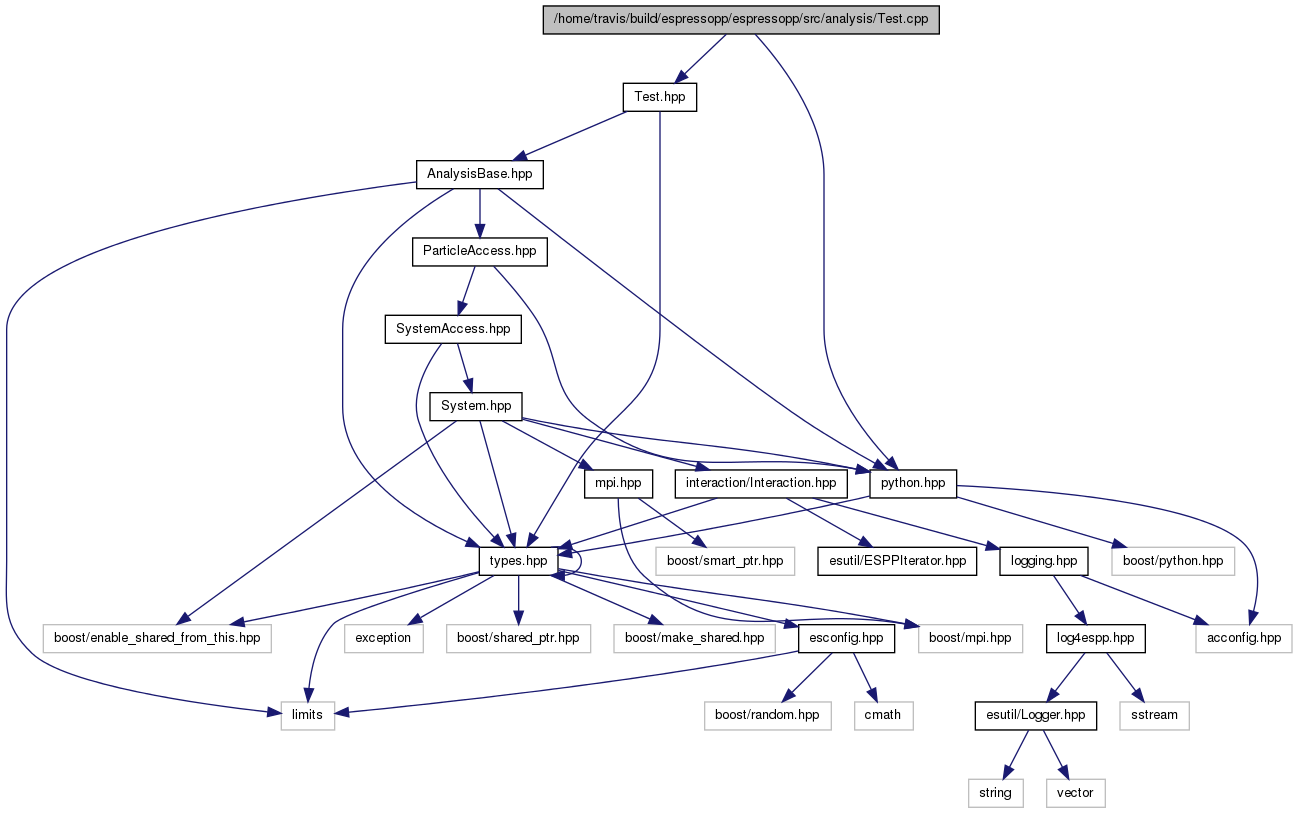 /home/travis/build/espressopp/espressopp/src/analysis/Test.cpp
Test.hpp
AnalysisBase.hpp
ParticleAccess.hpp
SystemAccess.hpp
System.hpp
mpi.hpp
interaction/Interaction.hpp
python.hpp
types.hpp
boost/smart_ptr.hpp
esutil/ESPPIterator.hpp
logging.hpp
boost/python.hpp
boost/enable_shared_from_this.hpp
exception
boost/shared_ptr.hpp
boost/make_shared.hpp
esconfig.hpp
boost/mpi.hpp
log4espp.hpp
acconfig.hpp
limits
boost/random.hpp
cmath
esutil/Logger.hpp
sstream
string
vector